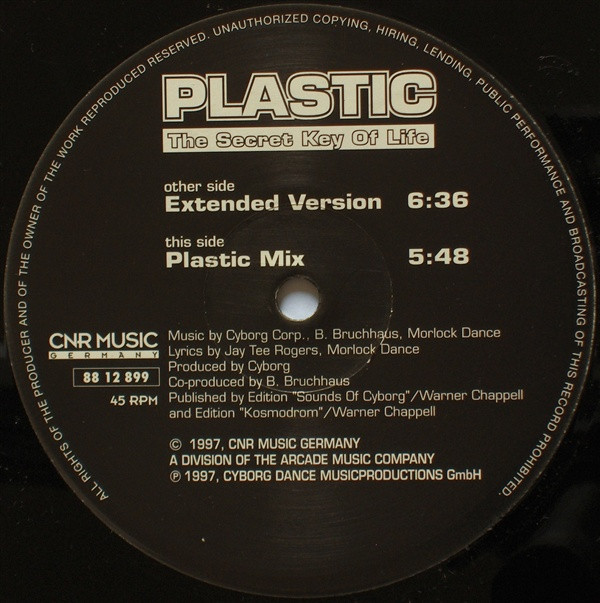 ALL RIGHTS OF THE PRODUCER AND OF THE OWNER OF THE WORK REPRODUCED RESERVED. UNAUTHORIZED COPYING, HIRING, LENDING, PUBLIC PERFORMANCE AND BROADCASTING OF THIS RECORD PROHIBITED.
PLASTIC
The Secret Key Of Life
other side
Extended Version 6:36
this side
Plastic Mix 5:48
CNR MUSIC
GERMANY
88 12 899
45 RPM
Music by Cyborg Corp., B. Bruchhaus, Morlock Dance
Lyrics by Jay Tee Rogers, Morlock Dance
Produced by Cyborg
Co-produced by B. Bruchhaus
Published by Edition "Sounds Of Cyborg"/Warner Chappell
and Edition "Kosmodrom"/Warner Chappell
© 1997, CNR MUSIC GERMANY
A DIVISION OF THE ARCADE MUSIC COMPANY
℗ 1997, CYBORG DANCE MUSICPRODUCTIONS GmbH